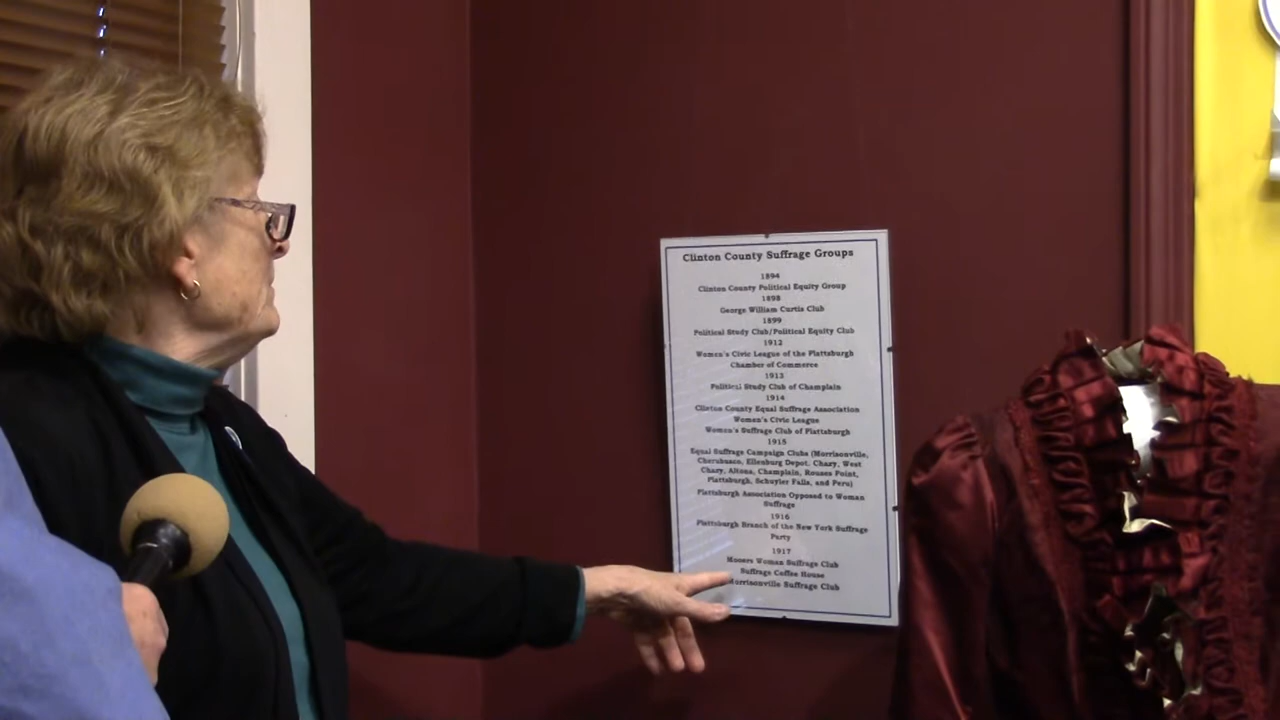 Clinton County Suffrage Groups
1894
Clinton County Political Equity Group
1898
George William Curtis Club
1899
Political Study Club/Political Equity Club
1912
Women's Civic League of the Plattsburgh
Chamber of Commerce
1913
Political Study Club of Champlain
1914
Clinton County Equal Suffrage Association
Women's Civic League
Women's Suffrage Club of Plattsburgh
1915
Equal Suffrage Campaign Clubs (Morrisonville,
Cherubusco, Ellenburg Depot, Chazy, West
Chazy, Altona, Champlain, Rouses Point,
Plattsburgh, Schuyler Falls, and Peru)
Plattsburgh Association Opposed to Woman
Suffrage
1916
Plattsburgh Branch of the New York Suffrage
Party
1917
Mooers Woman Suffrage Club
Suffrage Coffee House
Morrisonville Suffrage Club